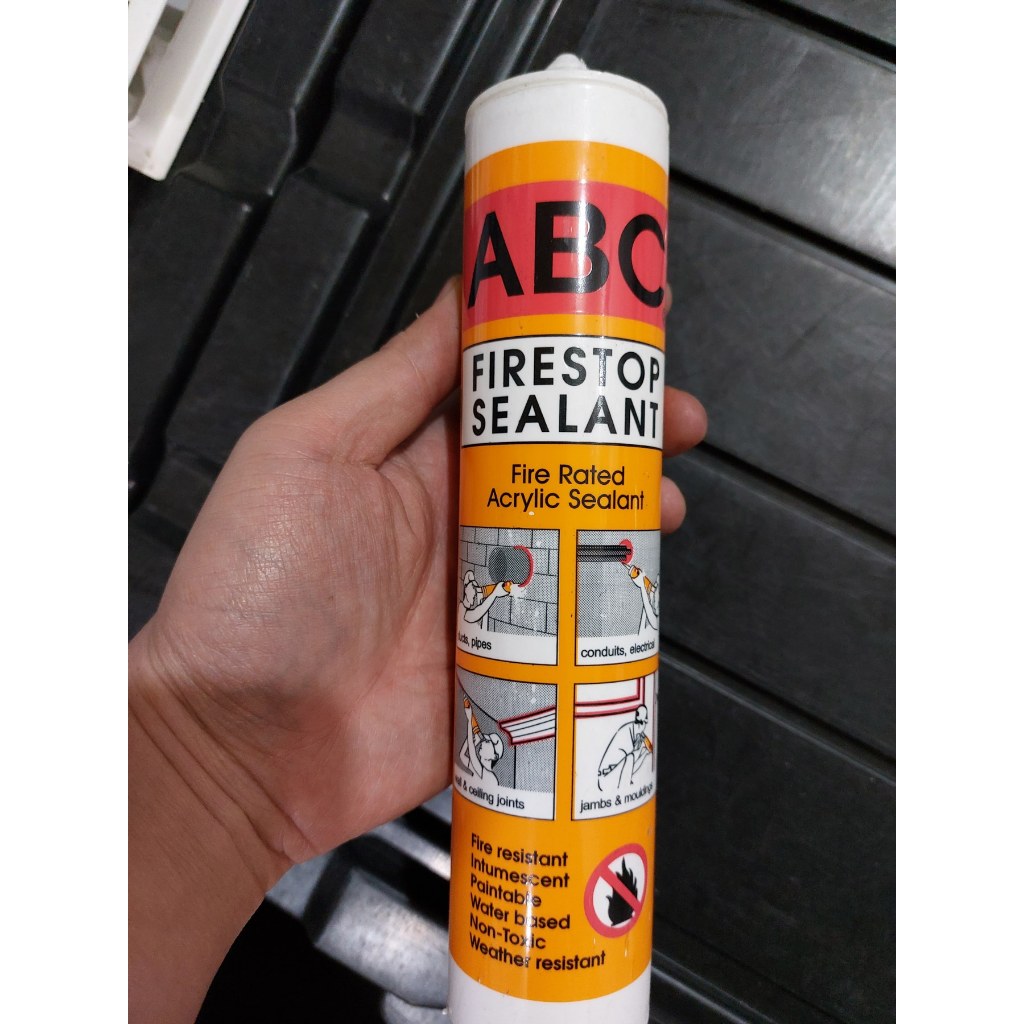 ABC
FIRESTOP
SEALANT
Fire Rated
Acrylic Sealant
pipes
conduits, electrical
& ceiling joints
jambs & mouldings
Fire resistant
Intumescent
Paintable
Water based
Non-Toxic
Weather resistant